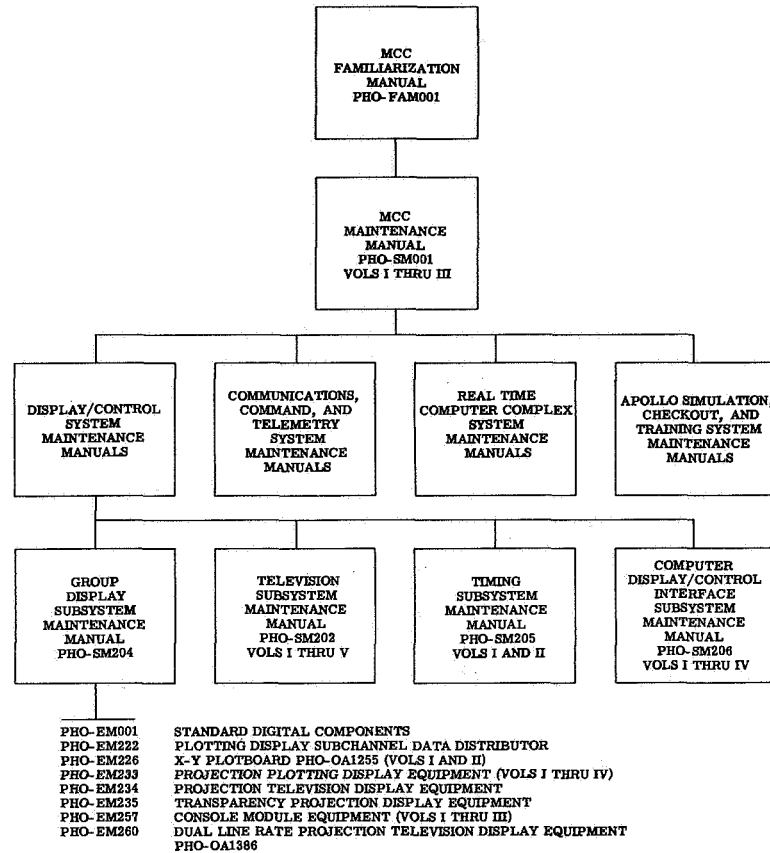 MCC
FAMILIARIZATION
MANUAL
PHO-FAM001
MCC
MAINTENANCE
MANUAL
PHO-SM001
VOLS I THRU III
DISPLAY/CONTROL
SYSTEM
MAINTENANCE
MANUALS
COMMUNICATIONS,
COMMAND, AND
TELEMETRY
SYSTEM
MAINTENANCE
MANUALS
REAL TIME
COMPUTER COMPLEX
SYSTEM
MAINTENANCE
MANUALS
APOLLO SIMULATION,
CHECKOUT, AND
TRAINING SYSTEM
MAINTENANCE
MANUALS
GROUP
DISPLAY
SUBSYSTEM
MAINTENANCE
MANUAL
PHO-SM204
TELEVISION
SUBSYSTEM
MAINTENANCE
MANUAL
PHO-SM202
VOLS I THRU V
TIMING
SUBSYSTEM
MAINTENANCE
MANUAL
PHO-SM205
VOLS I AND II
COMPUTER
DISPLAY/CONTROL
INTERFACE
SUBSYSTEM
MAINTENANCE
MANUAL
PHO-SM206
VOLS I THRU IV
PHO-EM001 STANDARD DIGITAL COMPONENTS
PHO-EM222 PLOTTING DISPLAY SUBCHANNEL DATA DISTRIBUTOR
PHO-EM226 X-Y PLOTBOARD PHO-OA1255 (VOLS I AND II)
PHO-EM233 PROJECTION PLOTTING DISPLAY EQUIPMENT (VOLS I THRU IV)
PHO-EM234 PROJECTION TELEVISION DISPLAY EQUIPMENT
PHO-EM235 TRANSPARENCY PROJECTION DISPLAY EQUIPMENT
PHO-EM257 CONSOLE MODULE EQUIPMENT (VOLS I THRU III)
PHO-EM260 DUAL LINE RATE PROJECTION TELEVISION DISPLAY EQUIPMENT
PHO-OA1386